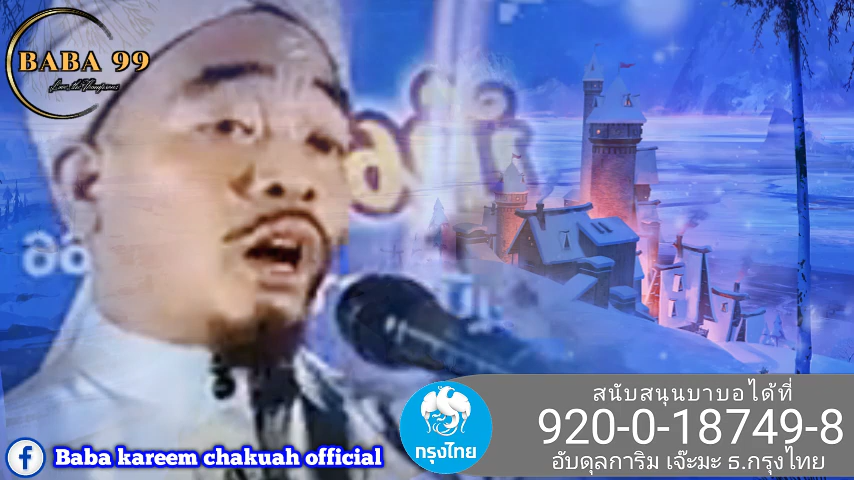 BABA 99
สนับสนุนบาบอได้ที่
920-0-18749-8
กรุงไทย
อับดุลการิม เจ๊ะมะ ธ.กรุงไทย
Baba kareem chakuah official